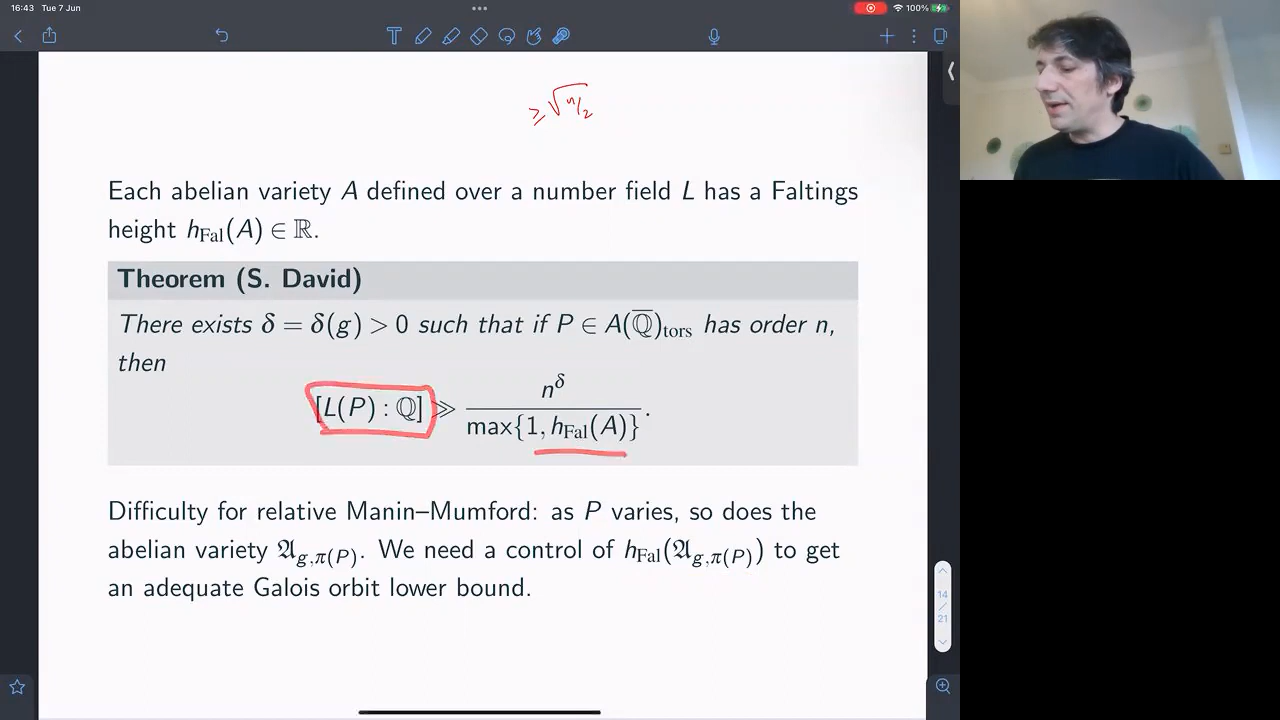 16:43 Tue 7 Jun
100%
≥ √n/2
Each abelian variety A defined over a number field L has a Faltings
height h_Fal(A) ∈ ℝ.
Theorem (S. David)
There exists δ = δ(g) > 0 such that if P ∈ A(ℚ̅)_tors has order n,
then
[L(P) : ℚ] ≫ n^δ / max{1, h_Fal(A)}.
Difficulty for relative Manin–Mumford: as P varies, so does the
abelian variety 𝔄_{g,π(P)}. We need a control of h_Fal(𝔄_{g,π(P)}) to get
an adequate Galois orbit lower bound.
14
/
21